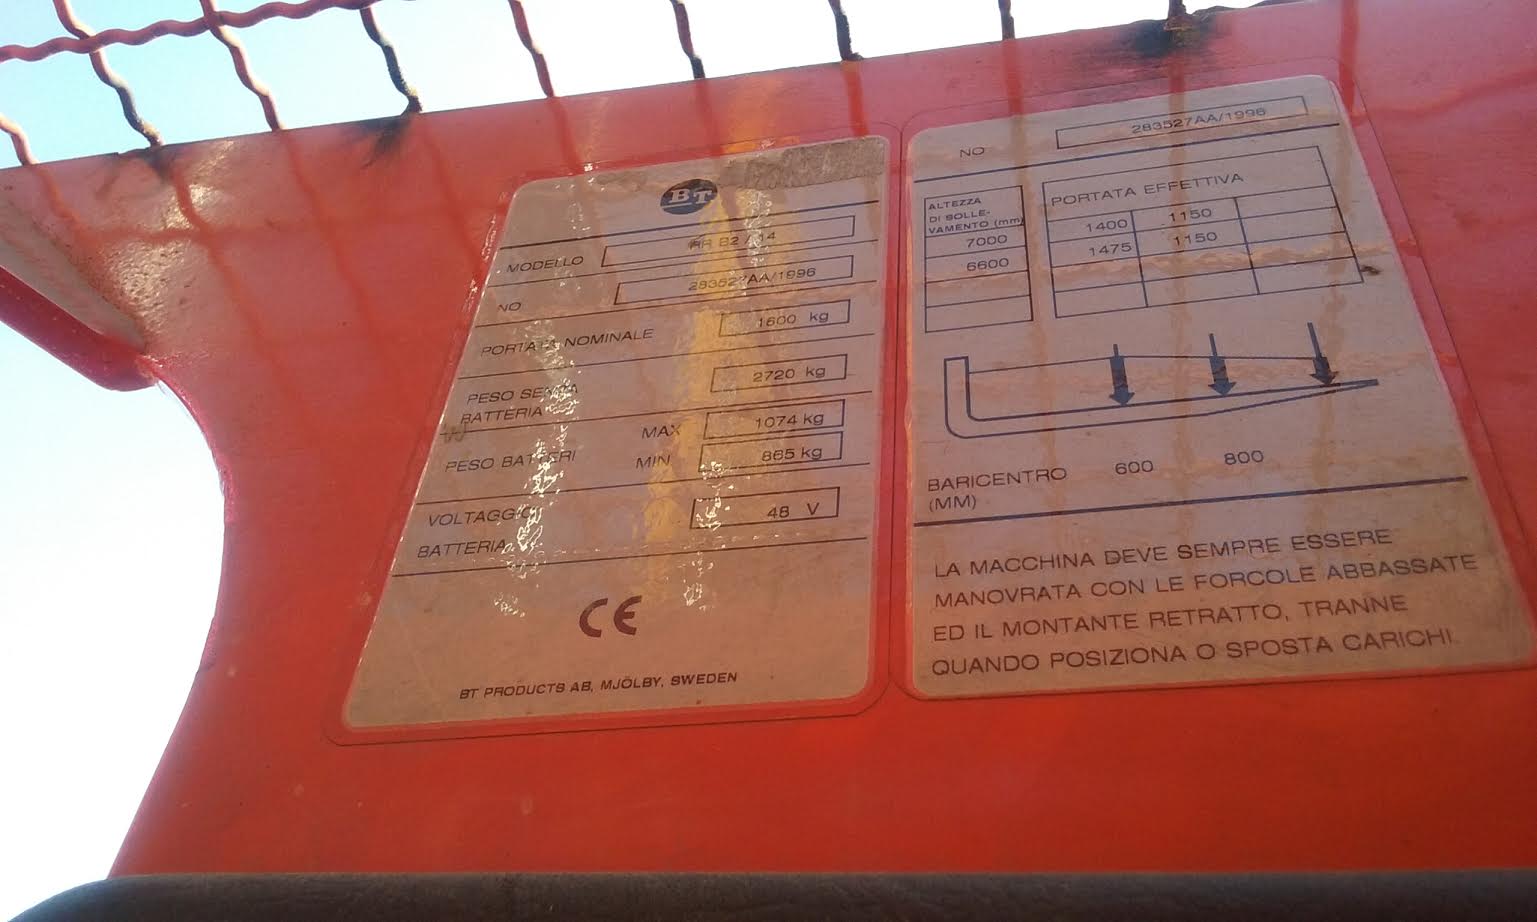 BT
MODELLO
NO 283527AA/1996
PORTATA NOMINALE 1600 kg
PESO SENZA
BATTERIA 2720 kg
MAX 1074 kg
PESO BATTERI MIN 865 kg
VOLTAGGIO
BATTERIA 48 V
CE
BT PRODUCTS AB, MJÖLBY, SWEDEN
NO 283527AA/1996
ALTEZZA
DI SOLLE-
VAMENTO (mm)
PORTATA EFFETTIVA
7000 1400 1150
6600 1475 1150
BARICENTRO 600 800
(MM)
LA MACCHINA DEVE SEMPRE ESSERE
MANOVRATA CON LE FORCOLE ABBASSATE
ED IL MONTANTE RETRATTO, TRANNE
QUANDO POSIZIONA O SPOSTA CARICHI